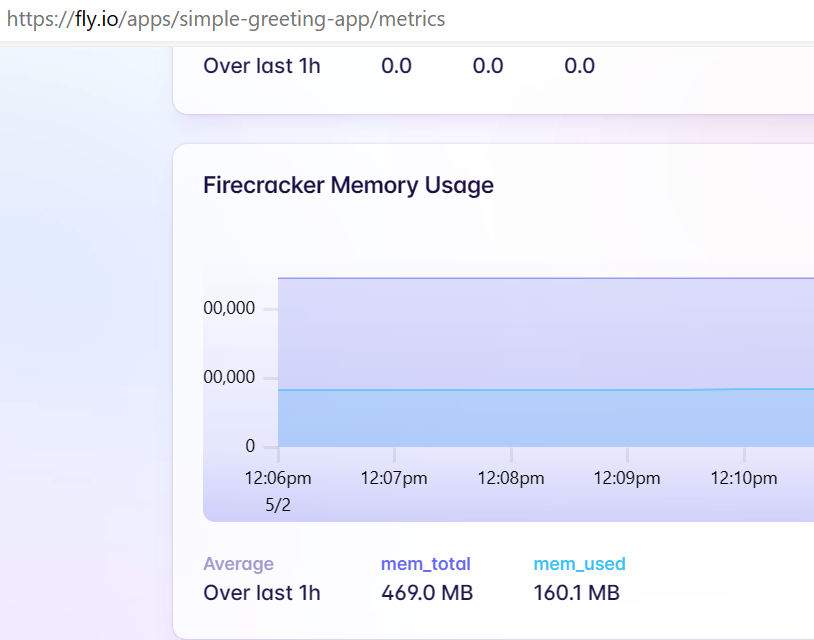 https://fly.io/apps/simple-greeting-app/metrics
Over last 1h 0.0 0.0 0.0
Firecracker Memory Usage
00,000
00,000
0
12:06pm 12:07pm 12:08pm 12:09pm 12:10pm
5/2
Average mem_total mem_used
Over last 1h 469.0 MB 160.1 MB